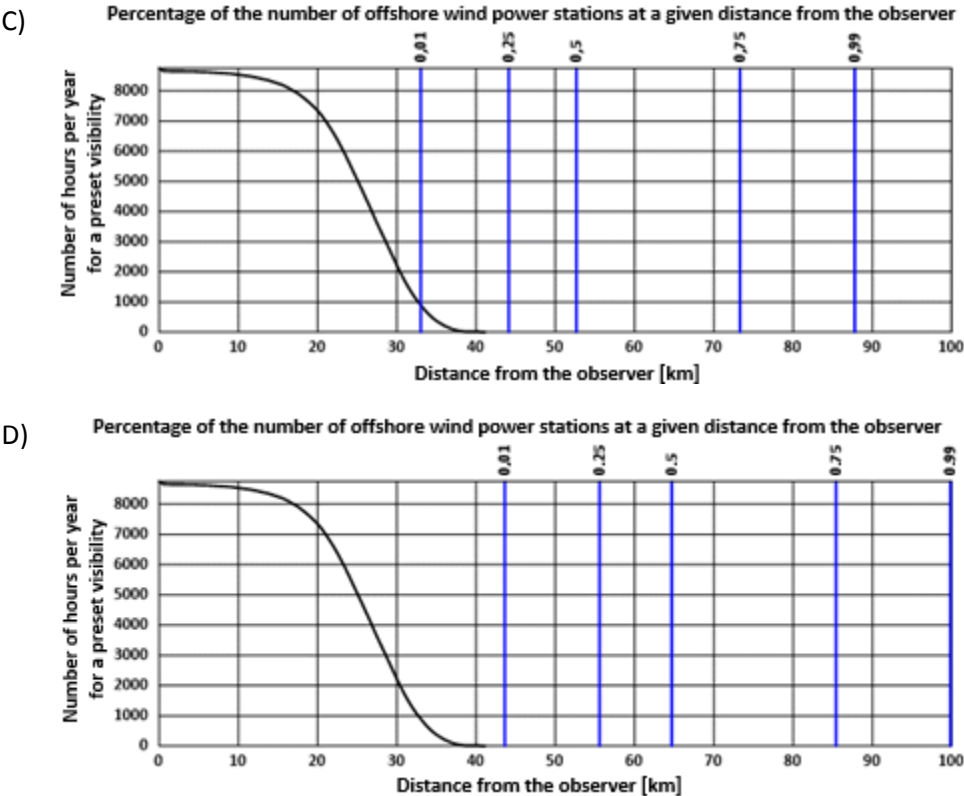 C)
Percentage of the number of offshore wind power stations at a given distance from the observer
0,01 0,25 0,5 0,75 0,99
Number of hours per year
for a preset visibility
8000
7000
6000
5000
4000
3000
2000
1000
0
0 10 20 30 40 50 60 70 80 90 100
Distance from the observer [km]
D)
Percentage of the number of offshore wind power stations at a given distance from the observer
0.01 0.25 0.5 0.75 0.99
Number of hours per year
for a preset visibility
8000
7000
6000
5000
4000
3000
2000
1000
0
0 10 20 30 40 50 60 70 80 90 100
Distance from the observer [km]